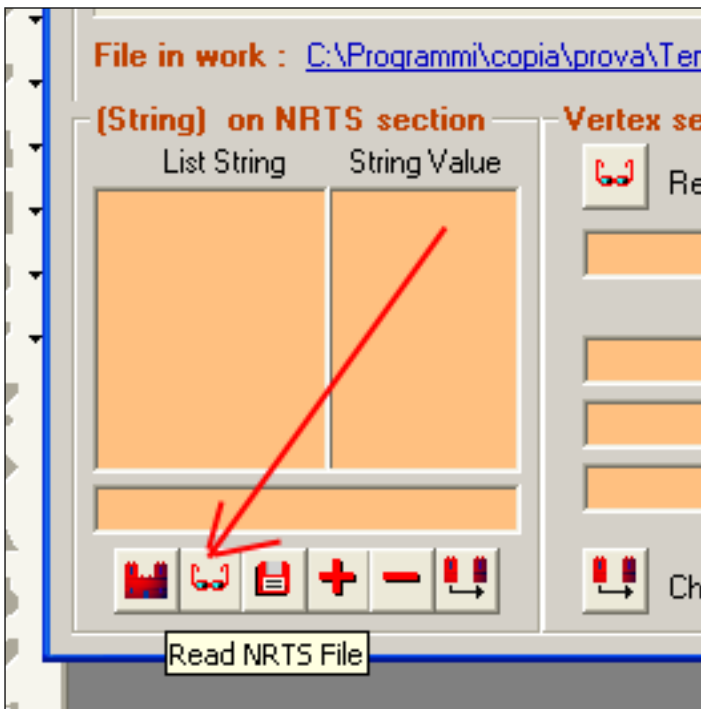 File in work : C:\Programmi\copia\prova\Ter
(String) on NRTS section
Vertex se
List String
String Value
Re
Ch
Read NRTS File